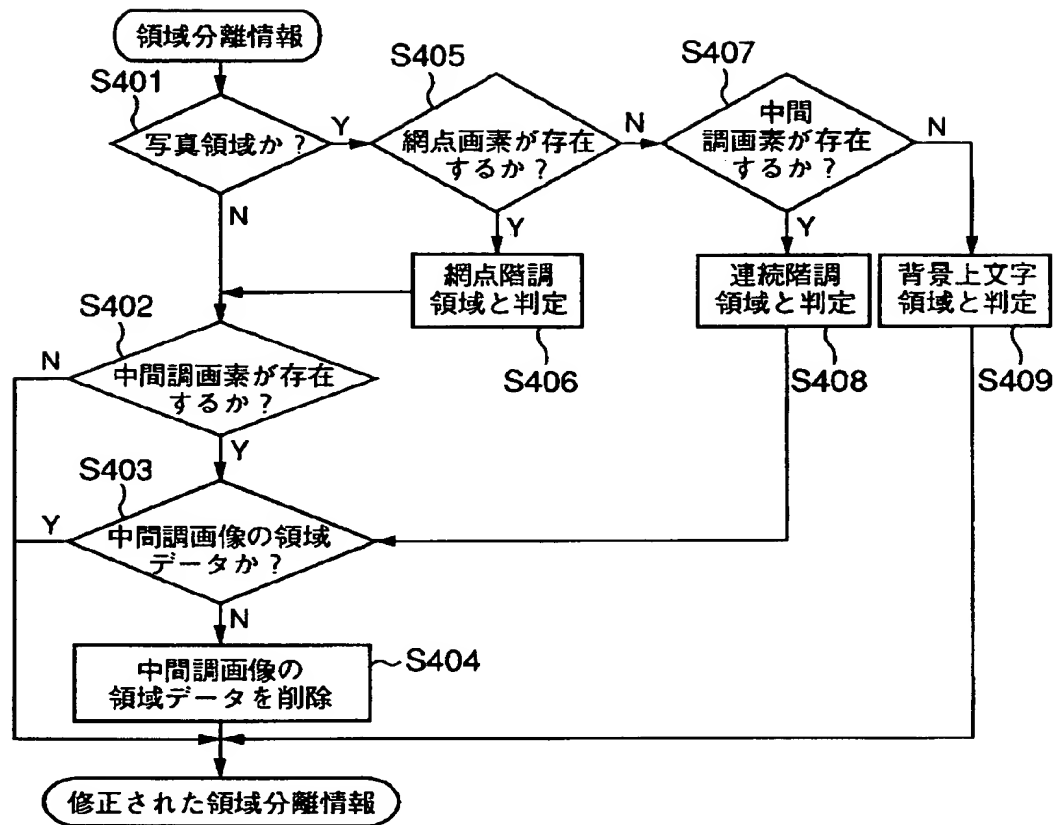 領域分離情報
S401
写真領域か?
Y
N
S405
網点画素が存在
するか?
N
Y
S407
中間
調画素が存在
するか?
N
Y
網点階調
領域と判定
S406
連続階調
領域と判定
S408
背景上文字
領域と判定
S409
S402
中間調画素が存在
するか?
N
Y
S403
中間調画像の領域
データか?
Y
N
中間調画像の
領域データを削除
S404
修正された領域分離情報